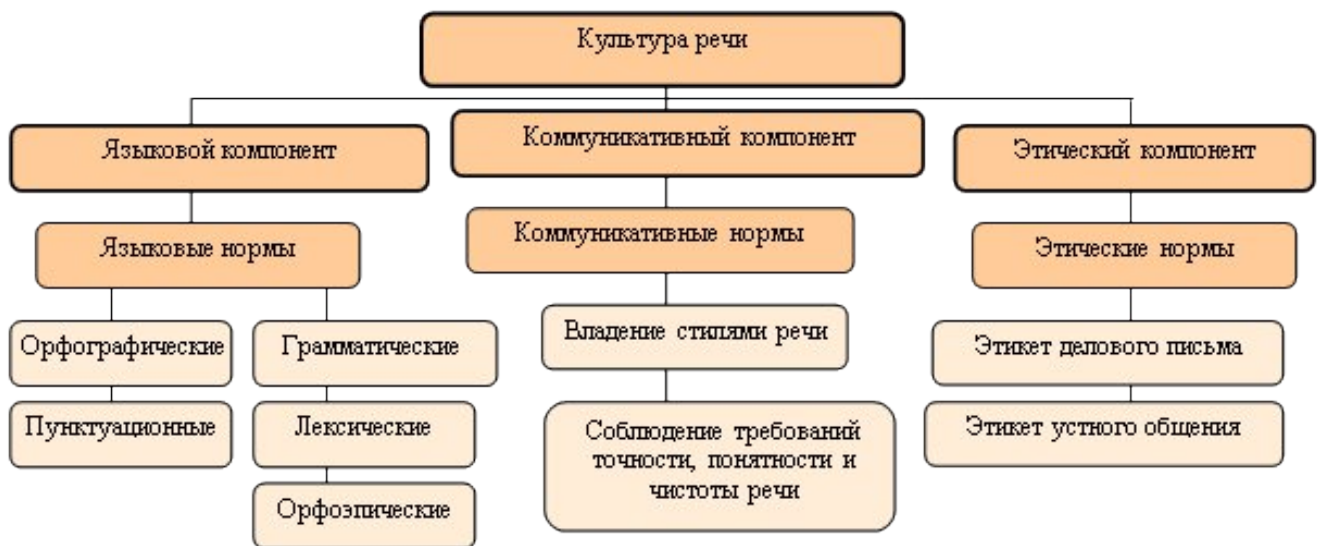 Культура речи
Языковой компонент
Коммуникативный компонент
Этический компонент
Языковые нормы
Коммуникативные нормы
Этические нормы
Орфографические
Грамматические
Владение стилями речи
Этикет делового письма
Пунктуационные
Лексические
Соблюдение требований
точности, понятности и
чистоты речи
Этикет устного общения
Орфоэпические